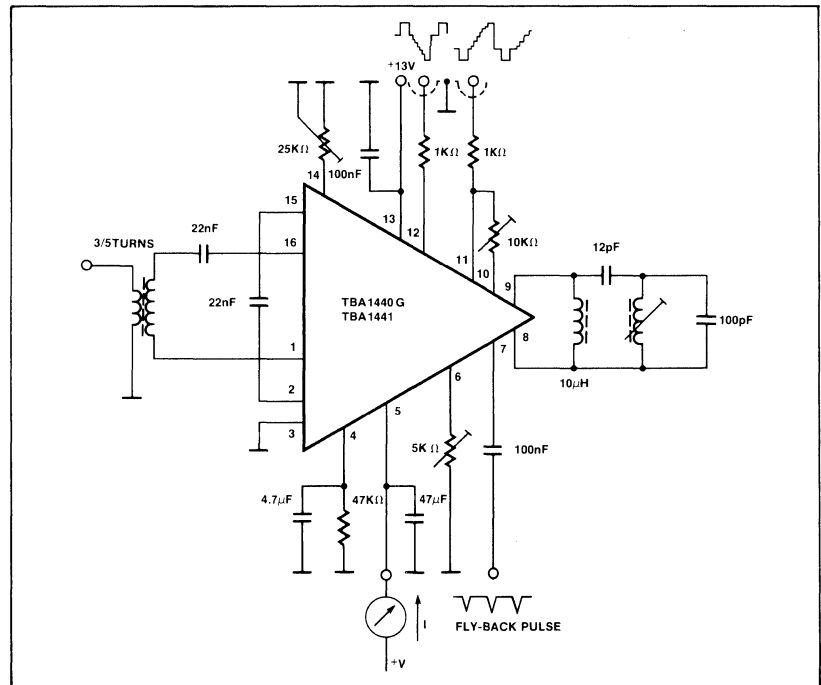 +13V
25KΩ
100nF
1KΩ
1KΩ
14
15
13
12
22nF
3/5TURNS
16
10KΩ
11
10
12pF
9
22nF
TBA1440G
TBA1441
100pF
8
1
7
10µH
2
6
3
5
4
5KΩ
100nF
4.7µF
47KΩ
47µF
I
FLY-BACK PULSE
+V